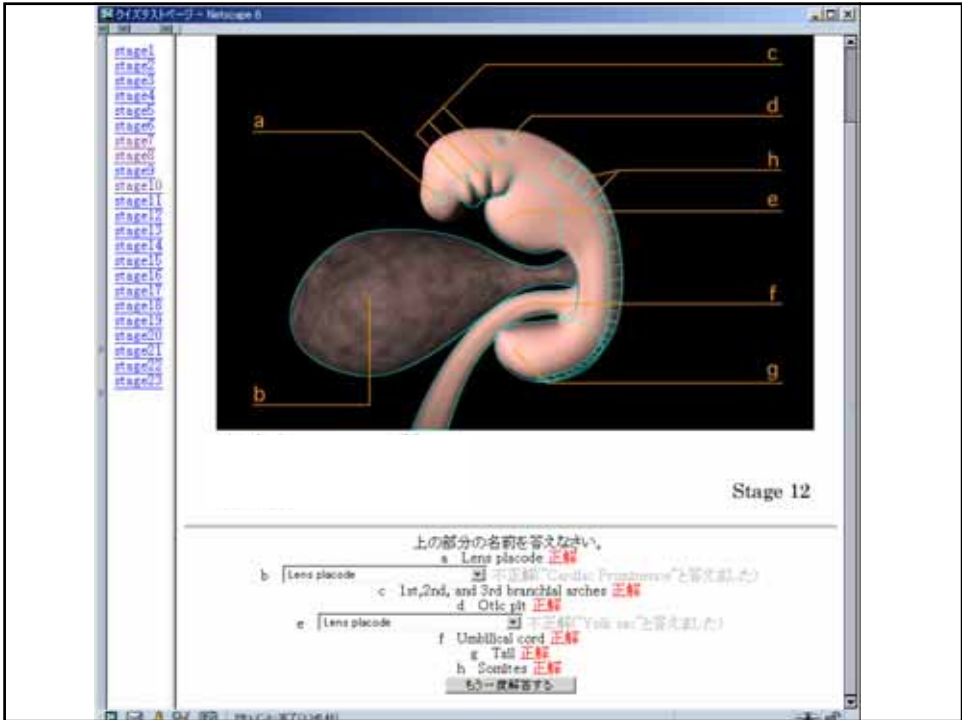 クイズテストページ - Netscape 6
stage1
stage2
stage3
stage4
stage5
stage6
stage7
stage8
stage9
stage10
stage11
stage12
stage13
stage14
stage15
stage16
stage17
stage18
stage19
stage20
stage21
stage22
stage23
c
d
a
h
e
f
g
b
Stage 12
上の部分の名前を答えなさい。
a Lens placode 正解
b Lens placode 不正解("Cardiac Prominence"と答えました)
c 1st,2nd, and 3rd branchial arches 正解
d Otic pit 正解
e Lens placode 不正解("Yolk sac"と答えました)
f Umbilical cord 正解
g Tail 正解
h Somites 正解
もう一度解答する